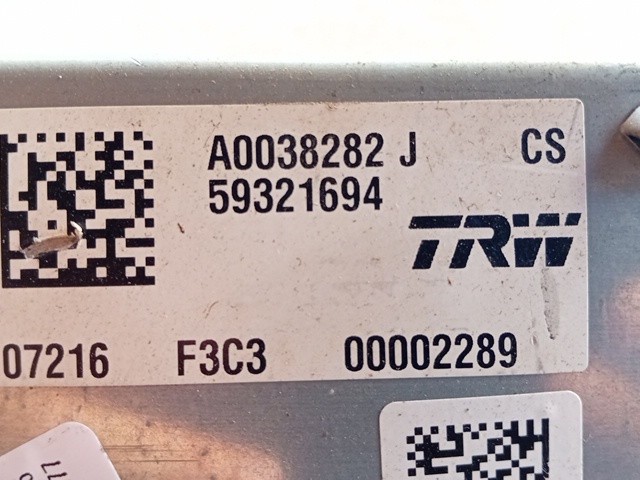 A0038282 J CS
59321694
TRW
07216 F3C3 00002289